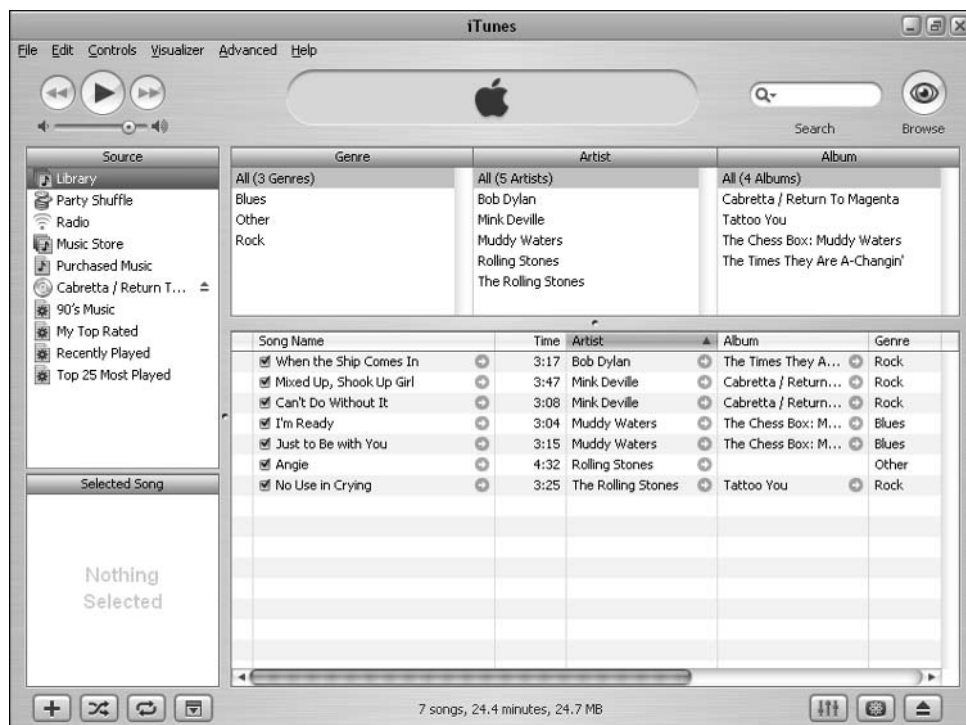 iTunes
File Edit Controls Visualizer Advanced Help
Search Browse
Source
Library
Party Shuffle
Radio
Music Store
Purchased Music
Cabretta / Return T...
90's Music
My Top Rated
Recently Played
Top 25 Most Played
Genre Artist Album
All (3 Genres) All (5 Artists) All (4 Albums)
Blues Bob Dylan Cabretta / Return To Magenta
Other Mink Deville Tattoo You
Rock Muddy Waters The Chess Box: Muddy Waters
Rolling Stones The Times They Are A-Changin'
The Rolling Stones
Song Name Time Artist Album Genre
When the Ship Comes In 3:17 Bob Dylan The Times They A... Rock
Mixed Up, Shook Up Girl 3:47 Mink Deville Cabretta / Return... Rock
Can't Do Without It 3:08 Mink Deville Cabretta / Return... Rock
I'm Ready 3:04 Muddy Waters The Chess Box: M... Blues
Just to Be with You 3:15 Muddy Waters The Chess Box: M... Blues
Angie 4:32 Rolling Stones Other
No Use in Crying 3:25 The Rolling Stones Tattoo You Rock
Selected Song
Nothing
Selected
7 songs, 24.4 minutes, 24.7 MB